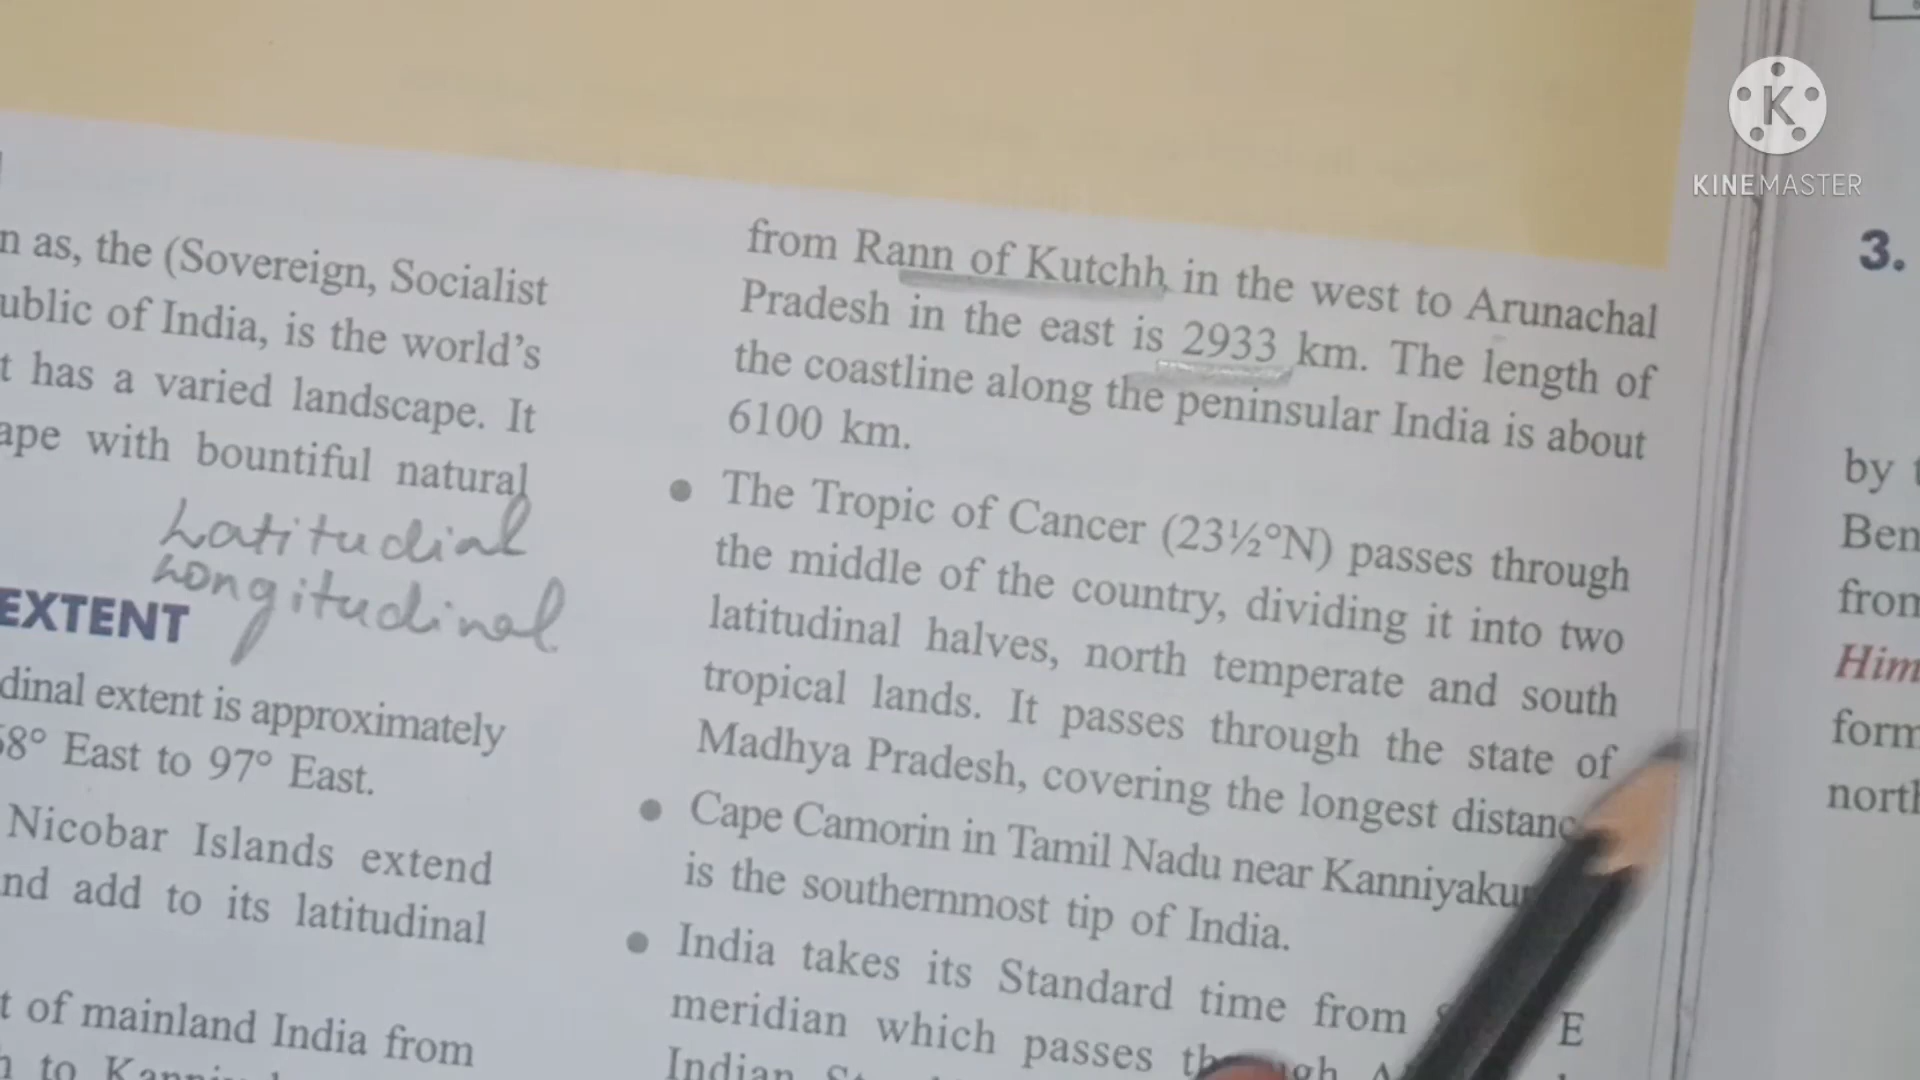 n as, the (Sovereign, Socialist
ublic of India, is the world's
t has a varied landscape. It
ape with bountiful natural
Latitudial
Longitudinal
EXTENT
dinal extent is approximately
68° East to 97° East.
Nicobar Islands extend
nd add to its latitudinal
t of mainland India from
h to
from Rann of Kutchh in the west to Arunachal
Pradesh in the east is 2933 km. The length of
the coastline along the peninsular India is about
6100 km.
● The Tropic of Cancer (23½°N) passes through
the middle of the country, dividing it into two
latitudinal halves, north temperate and south
tropical lands. It passes through the state of
Madhya Pradesh, covering the longest distanc
● Cape Camorin in Tamil Nadu near Kanniyaku
is the southernmost tip of India.
● India takes its Standard time from E
meridian which passes
Indian
3.
by
Ben
from
Him
form
north
KINEMASTER